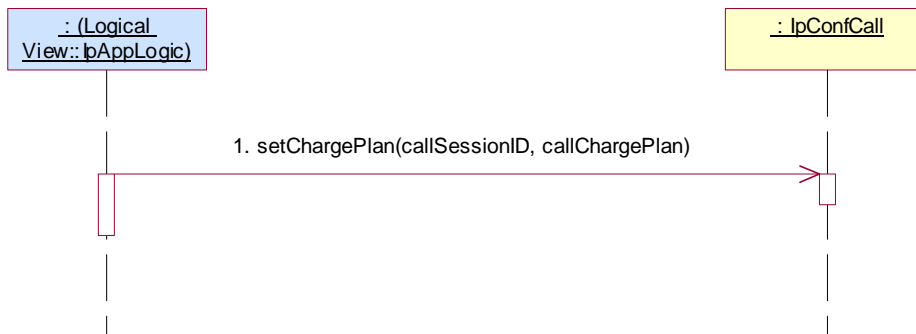 : (Logical
View::IpAppLogic)
: IpConfCall
1. setChargePlan(callSessionID, callChargePlan)